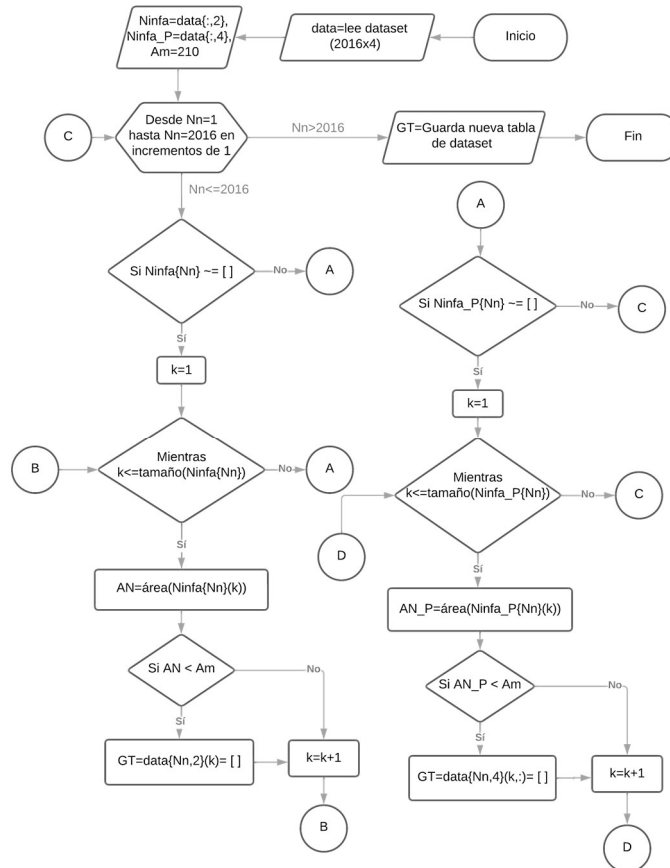 Inicio
data=lee dataset
(2016x4)
Ninfa=data{:,2},
Ninfa_P=data{:,4},
Am=210
C
Desde Nn=1
hasta Nn=2016 en
incrementos de 1
Nn>2016
GT=Guarda nueva tabla
de dataset
Fin
Nn<=2016
Si Ninfa{Nn} ~= [ ]
No
A
Sí
k=1
B
Mientras
k<=tamaño(Ninfa{Nn})
No
A
Sí
AN=área(Ninfa{Nn}(k))
Si AN < Am
No
Sí
GT=data{Nn,2}(k)= [ ]
k=k+1
B
A
Si Ninfa_P{Nn} ~= [ ]
No
C
Sí
k=1
Mientras
k<=tamaño(Ninfa_P{Nn})
No
C
D
Sí
AN_P=área(Ninfa_P{Nn}(k))
Si AN_P < Am
No
Sí
GT=data{Nn,4}(k,:)= [ ]
k=k+1
D